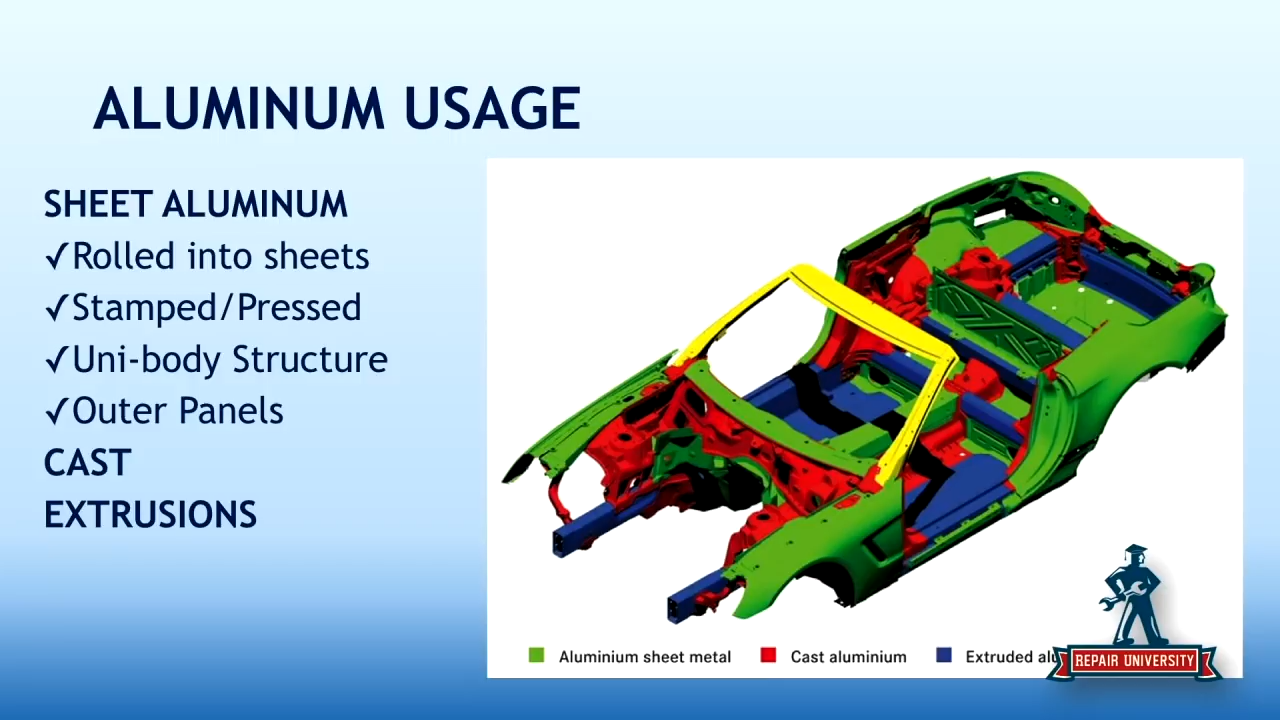 ALUMINUM USAGE
SHEET ALUMINUM
✓Rolled into sheets
✓Stamped/Pressed
✓Uni-body Structure
✓Outer Panels
CAST
EXTRUSIONS
Aluminium sheet metal
Cast aluminium
Extruded
REPAIR UNIVERSITY